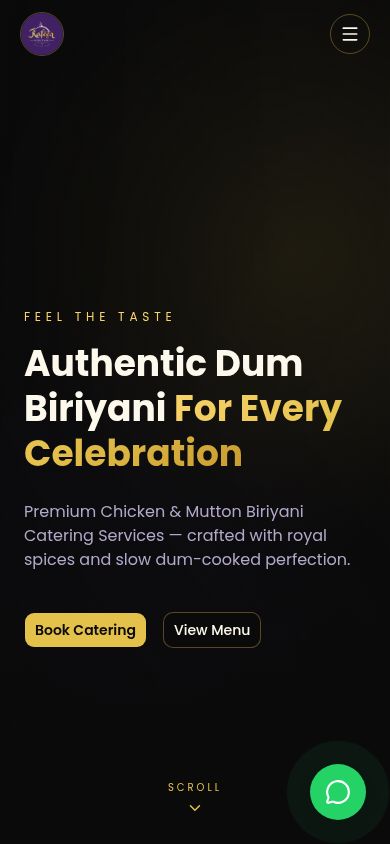 FEEL THE TASTE
Authentic Dum
Biriyani For Every
Celebration
Premium Chicken & Mutton Biriyani
Catering Services — crafted with royal
spices and slow dum-cooked perfection.
Book Catering
View Menu
SCROLL